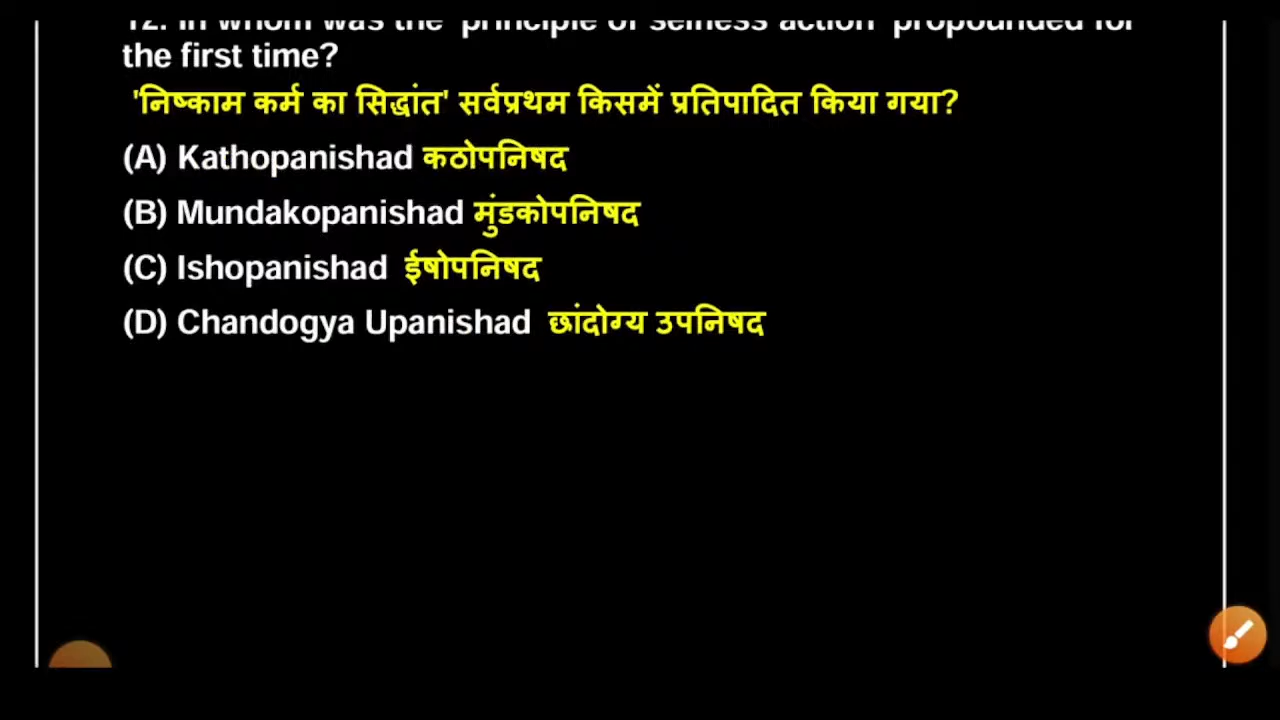 12. In whom was the 'principle of selfless action' propounded for
the first time?
'निष्काम कर्म का सिद्धांत' सर्वप्रथम किसमें प्रतिपादित किया गया?
(A) Kathopanishad कठोपनिषद
(B) Mundakopanishad मुंडकोपनिषद
(C) Ishopanishad ईषोपनिषद
(D) Chandogya Upanishad छांदोग्य उपनिषद